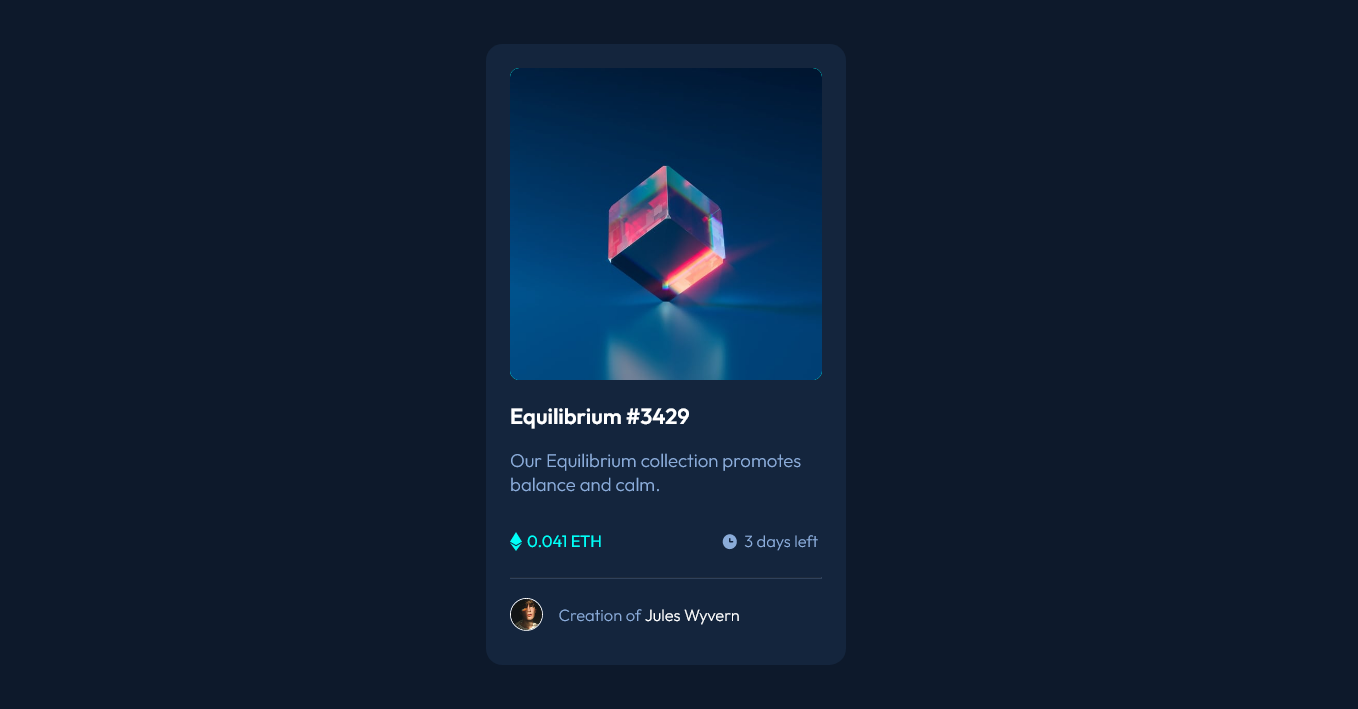 Equilibrium #3429
Our Equilibrium collection promotes
balance and calm.
0.041 ETH
3 days left
Creation of Jules Wyvern